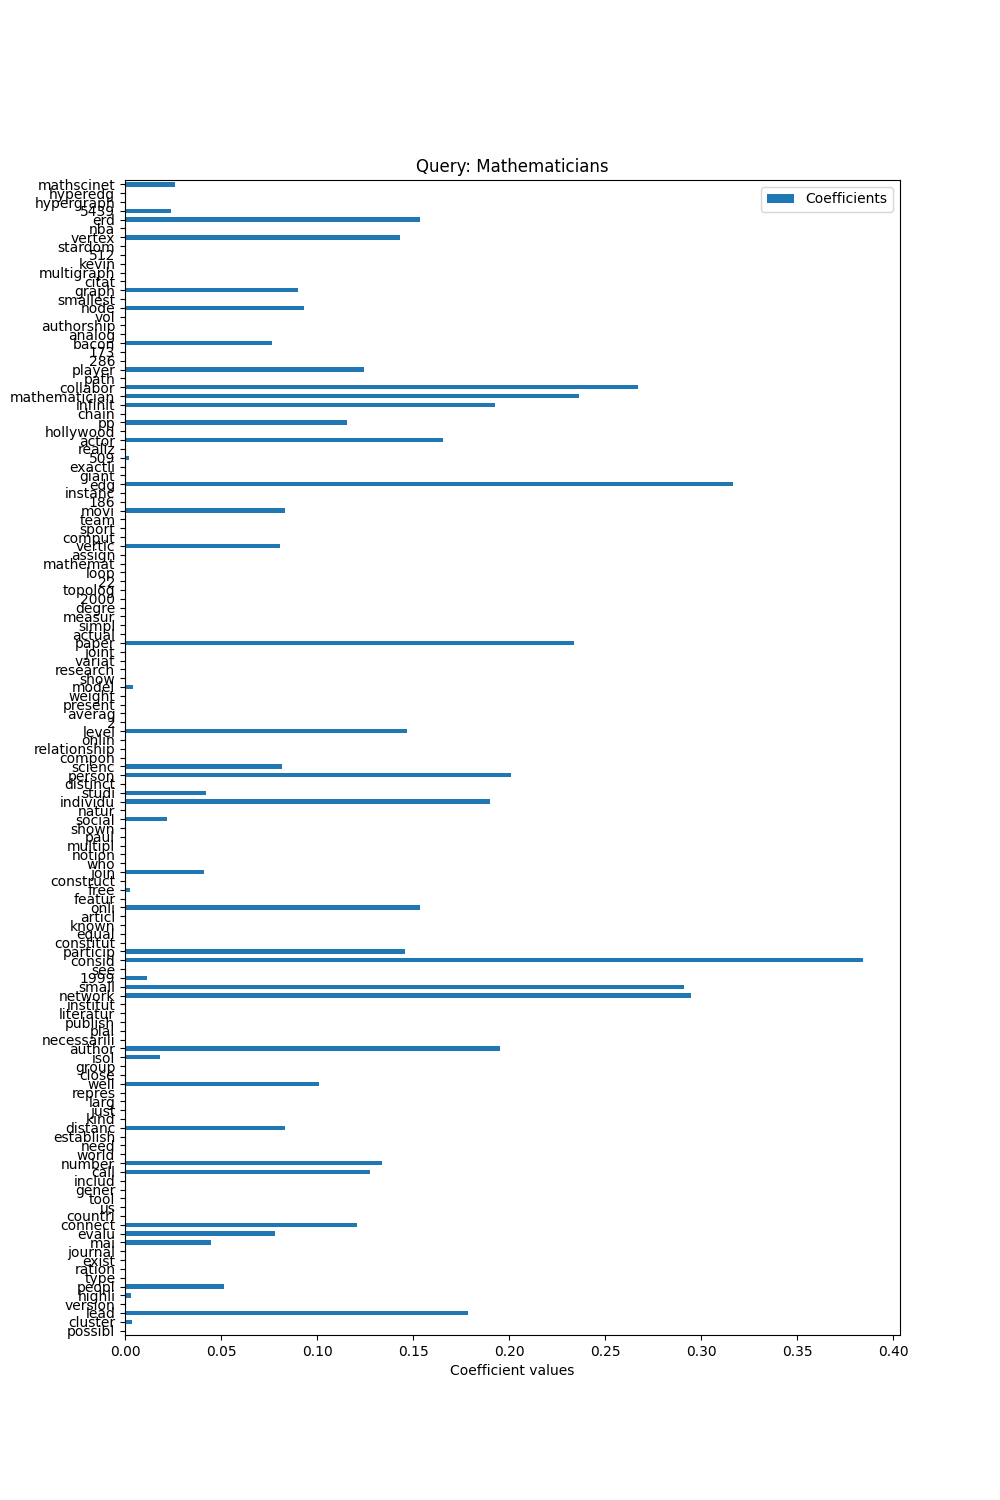 Query: Mathematicians
Coefficients
mathscinet
hyperedg
hypergraph
5439
erd
nba
vertex
stardom
512
kevin
multigraph
citat
graph
smallest
node
vol
authorship
analog
bacon
173
286
player
path
collabor
mathematician
infinit
chain
pp
hollywood
actor
realiz
509
exactli
giant
edg
instanc
186
movi
team
sport
comput
vertic
assign
mathemat
loop
22
topolog
2000
degre
measur
simpl
actual
paper
joint
variat
research
show
model
weight
present
averag
2
level
onlin
relationship
compon
scienc
person
distinct
studi
individu
natur
social
shown
paul
multipl
notion
who
join
construct
free
featur
onli
articl
known
equal
constitut
particip
consid
see
1999
small
network
institut
literatur
publish
plai
necessarili
author
isol
group
close
well
repres
larg
just
kind
distanc
establish
need
world
number
call
includ
gener
tool
us
countri
connect
evalu
mai
journal
exist
ration
type
peopl
highli
version
lead
cluster
possibl
0.00 0.05 0.10 0.15 0.20 0.25 0.30 0.35 0.40
Coefficient values